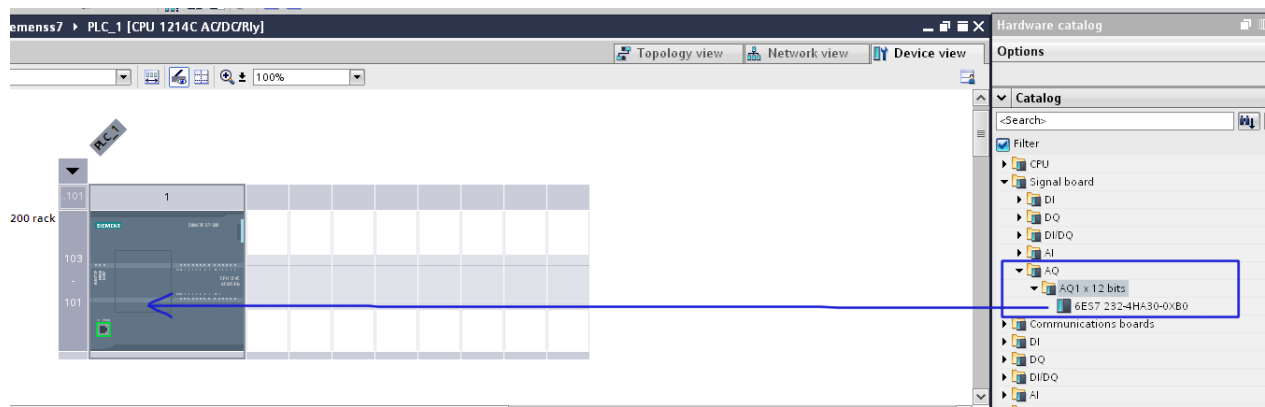 emenss7 ▸ PLC_1 [CPU 1214C AC/DC/Rly]
Topology view
Network view
Device view
100%
PLC_1
101
1
200 rack
SIEMENS
103
-
101
Hardware catalog
Options
Catalog
<Search>
Filter
CPU
Signal board
DI
DQ
DI/DQ
AI
AQ
AQ1 x 12 bits
6ES7 232-4HA30-0XB0
Communications boards
DI
DQ
DI/DQ
AI